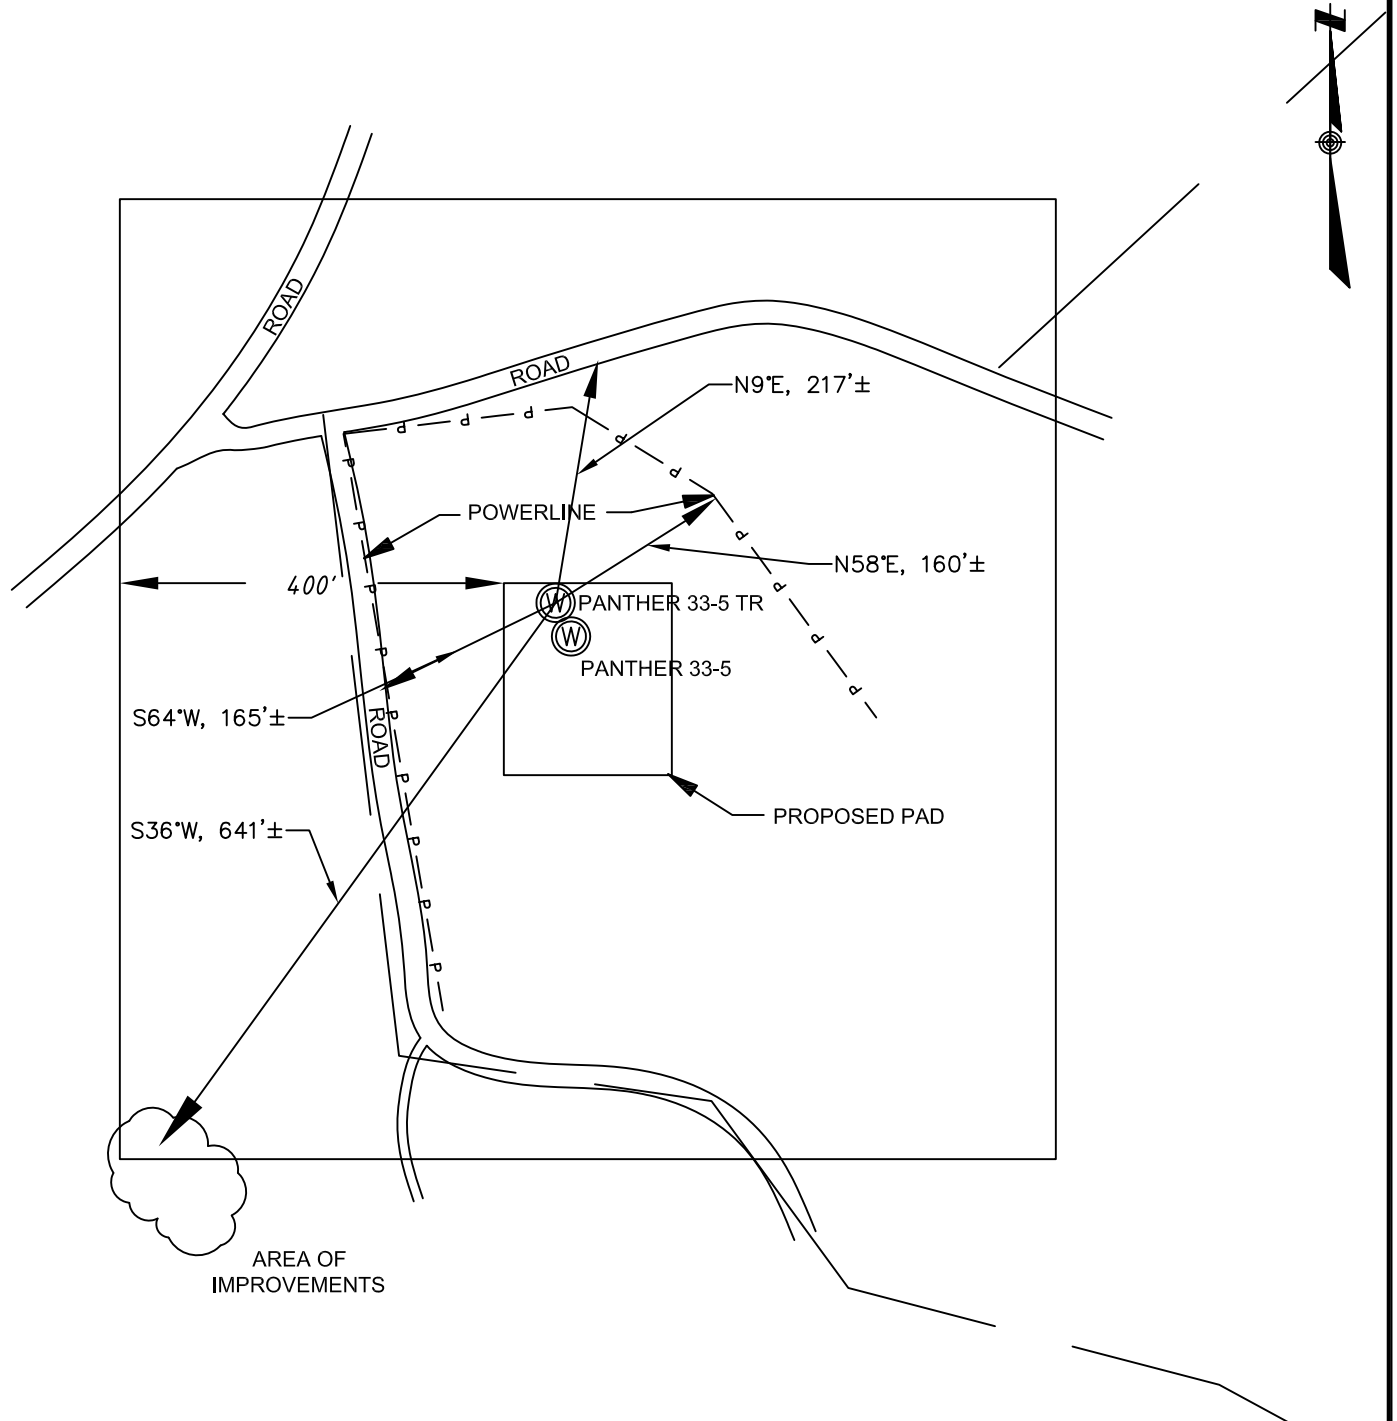 N
ROAD
ROAD
N9°E, 217'±
P P P P P P
POWERLINE
N58°E, 160'±
400'
W PANTHER 33-5 TR
W
PANTHER 33-5
S64°W, 165'±
ROAD
P P P P P P P P P P P P P
PROPOSED PAD
S36°W, 641'±
AREA OF
IMPROVEMENTS